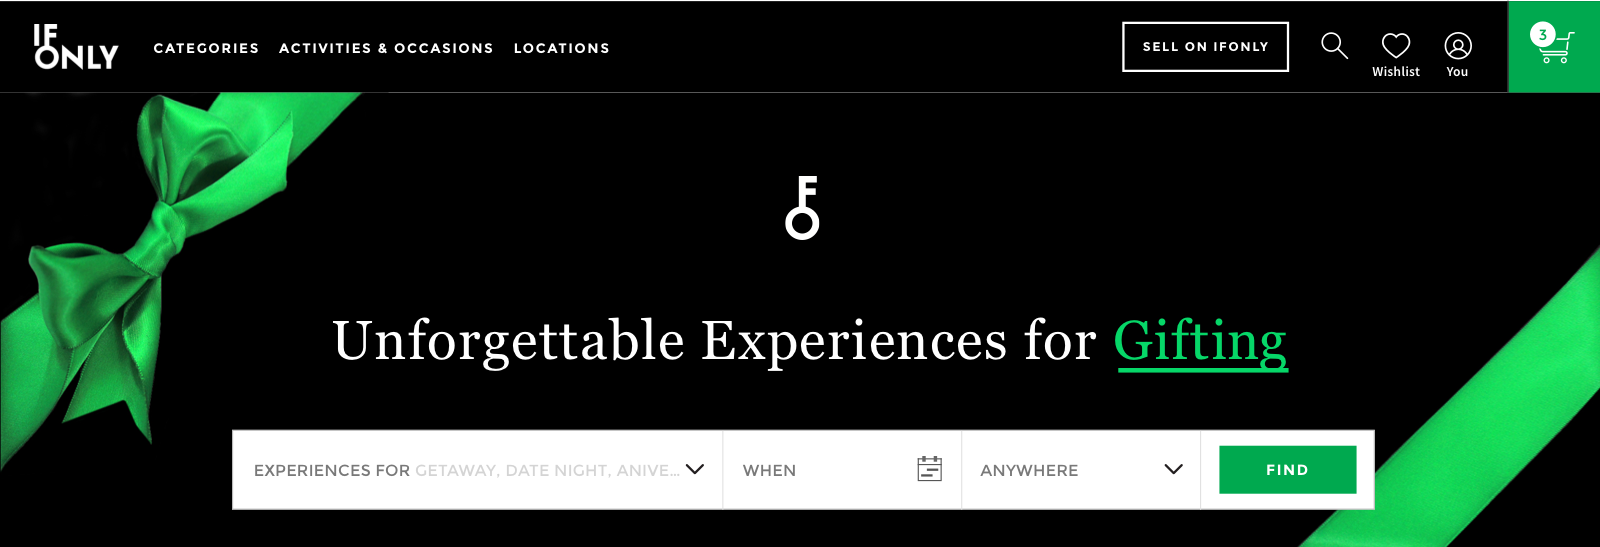 IF
ONLY
CATEGORIES
ACTIVITIES & OCCASIONS
LOCATIONS
SELL ON IFONLY
Wishlist
You
3
Unforgettable Experiences for Gifting
EXPERIENCES FOR GETAWAY, DATE NIGHT, ANIVE...
WHEN
ANYWHERE
FIND